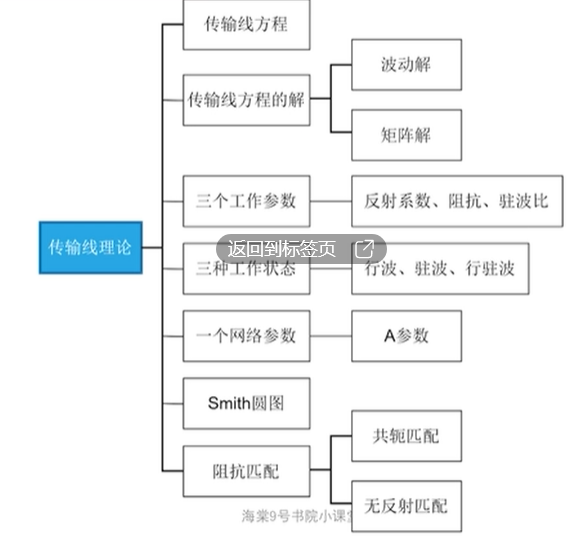 传输线方程
波动解
传输线方程的解
矩阵解
三个工作参数
反射系数、阻抗、驻波比
传输线理论
返回到标签页
三种工作状态
行波、驻波、行驻波
一个网络参数
A参数
Smith圆图
共轭匹配
阻抗匹配
无反射匹配
海棠9号书院小课